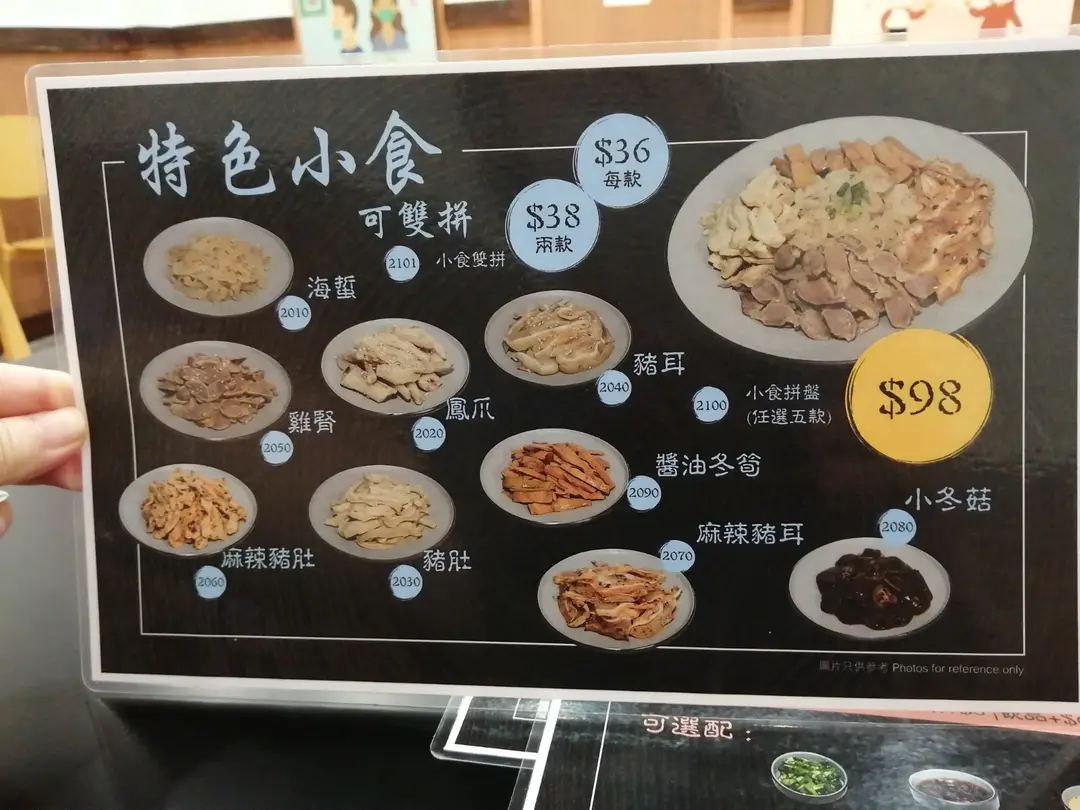 特色小食
可雙拼
$36
每款
$38
兩款
2101 小食雙拼
海蜇
2010
豬耳
2040
2100 小食拼盤
(任選五款)
$98
雞腎
2050
鳳爪
2020
醬油冬筍
2090
小冬菇
2080
麻辣豬肚
2060
豬肚
2030
麻辣豬耳
2070
圖片只供參考 Photos for reference only
可選配：